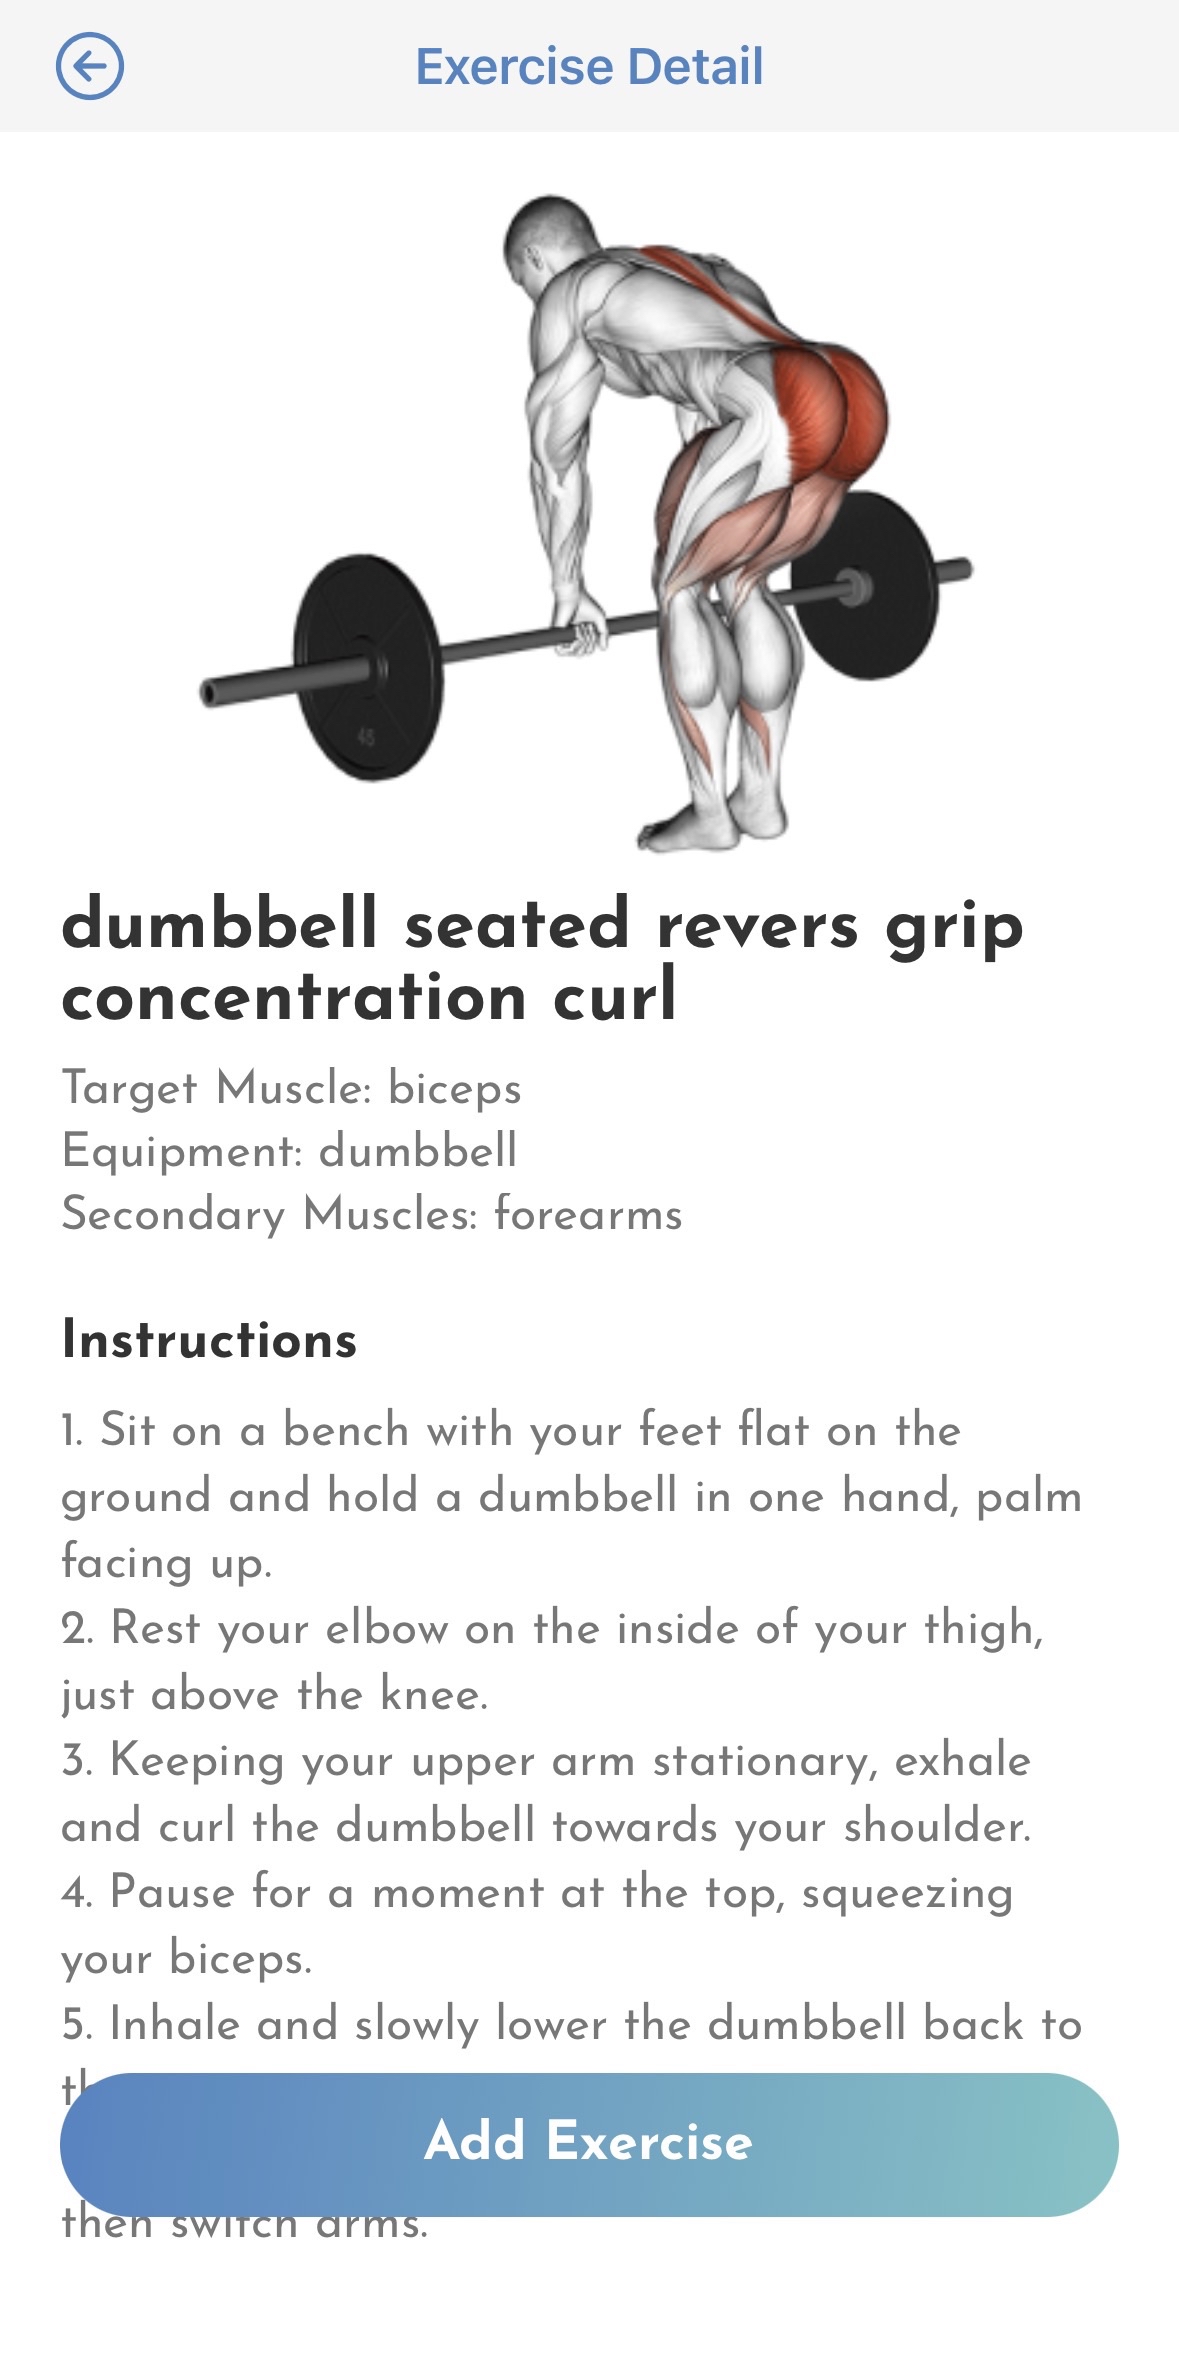 Exercise Detail
45
dumbbell seated revers grip
concentration curl
Target Muscle: biceps
Equipment: dumbbell
Secondary Muscles: forearms
Instructions
1. Sit on a bench with your feet flat on the
ground and hold a dumbbell in one hand, palm
facing up.
2. Rest your elbow on the inside of your thigh,
just above the knee.
3. Keeping your upper arm stationary, exhale
and curl the dumbbell towards your shoulder.
4. Pause for a moment at the top, squeezing
your biceps.
5. Inhale and slowly lower the dumbbell back to
Add Exercise
then switch arms.